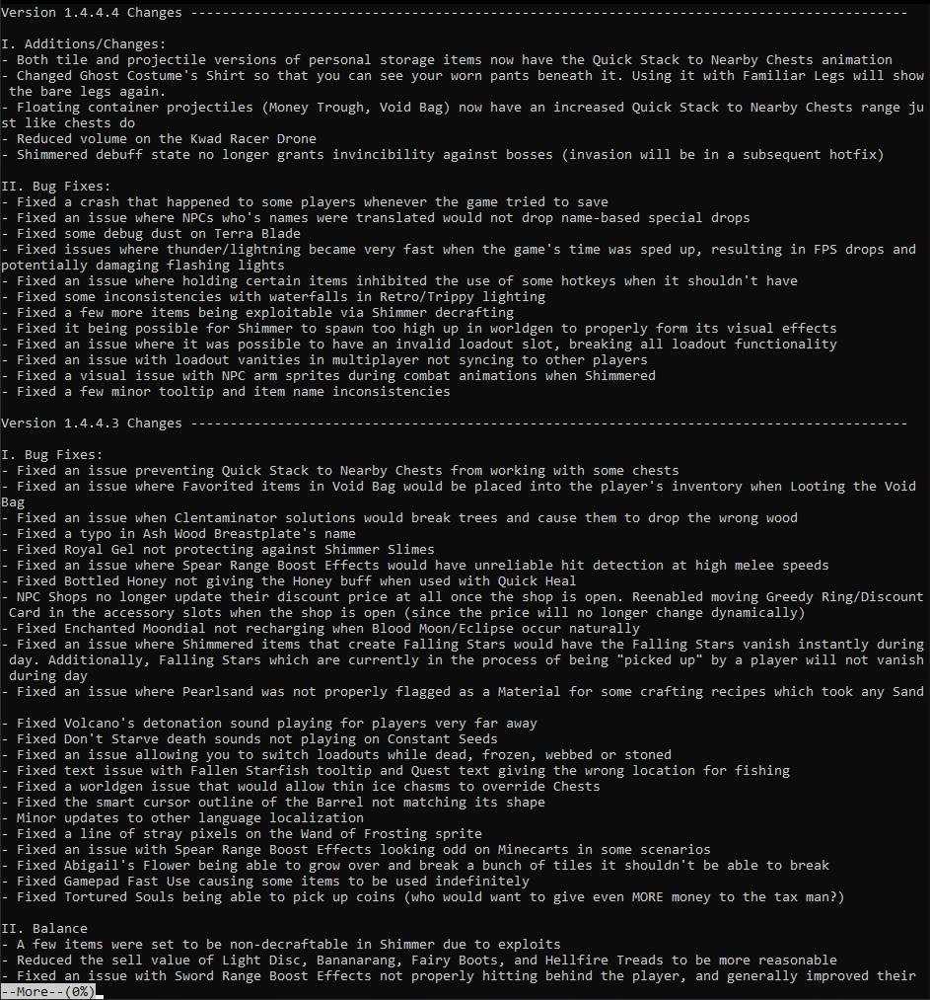 Version 1.4.4.4 Changes -------------------------------------------------------------------------------------------
I. Additions/Changes:
- Both tile and projectile versions of personal storage items now have the Quick Stack to Nearby Chests animation
- Changed Ghost Costume's Shirt so that you can see your worn pants beneath it. Using it with Familiar Legs will show
 the bare legs again.
- Floating container projectiles (Money Trough, Void Bag) now have an increased Quick Stack to Nearby Chests range ju
st like chests do
- Reduced volume on the Kwad Racer Drone
- Shimmered debuff state no longer grants invincibility against bosses (invasion will be in a subsequent hotfix)
II. Bug Fixes:
- Fixed a crash that happened to some players whenever the game tried to save
- Fixed an issue where NPCs who's names were translated would not drop name-based special drops
- Fixed some debug dust on Terra Blade
- Fixed issues where thunder/lightning became very fast when the game's time was sped up, resulting in FPS drops and
potentially damaging flashing lights
- Fixed an issue where holding certain items inhibited the use of some hotkeys when it shouldn't have
- Fixed some inconsistencies with waterfalls in Retro/Trippy lighting
- Fixed a few more items being exploitable via Shimmer decrafting
- Fixed it being possible for Shimmer to spawn too high up in worldgen to properly form its visual effects
- Fixed an issue where it was possible to have an invalid loadout slot, breaking all loadout functionality
- Fixed an issue with loadout vanities in multiplayer not syncing to other players
- Fixed a visual issue with NPC arm sprites during combat animations when Shimmered
- Fixed a few minor tooltip and item name inconsistencies
Version 1.4.4.3 Changes -------------------------------------------------------------------------------------------
I. Bug Fixes:
- Fixed an issue preventing Quick Stack to Nearby Chests from working with some chests
- Fixed an issue where Favorited items in Void Bag would be placed into the player's inventory when Looting the Void
Bag
- Fixed an issue when Clentaminator solutions would break trees and cause them to drop the wrong wood
- Fixed a typo in Ash Wood Breastplate's name
- Fixed Royal Gel not protecting against Shimmer Slimes
- Fixed an issue where Spear Range Boost Effects would have unreliable hit detection at high melee speeds
- Fixed Bottled Honey not giving the Honey buff when used with Quick Heal
- NPC Shops no longer update their discount price at all once the shop is open. Reenabled moving Greedy Ring/Discount
 Card in the accessory slots when the shop is open (since the price will no longer change dynamically)
- Fixed Enchanted Moondial not recharging when Blood Moon/Eclipse occur naturally
- Fixed an issue where Shimmered items that create Falling Stars would have the Falling Stars vanish instantly during
 day. Additionally, Falling Stars which are currently in the process of being "picked up" by a player will not vanish
 during day
- Fixed an issue where Pearlsand was not properly flagged as a Material for some crafting recipes which took any Sand
- Fixed Volcano's detonation sound playing for players very far away
- Fixed Don't Starve death sounds not playing on Constant Seeds
- Fixed an issue allowing you to switch loadouts while dead, frozen, webbed or stoned
- Fixed text issue with Fallen Starfish tooltip and Quest text giving the wrong location for fishing
- Fixed a worldgen issue that would allow thin ice chasms to override Chests
- Fixed the smart cursor outline of the Barrel not matching its shape
- Minor updates to other language localization
- Fixed a line of stray pixels on the Wand of Frosting sprite
- Fixed an issue with Spear Range Boost Effects looking odd on Minecarts in some scenarios
- Fixed Abigail's Flower being able to grow over and break a bunch of tiles it shouldn't be able to break
- Fixed Gamepad Fast Use causing some items to be used indefinitely
- Fixed Tortured Souls being able to pick up coins (who would want to give even MORE money to the tax man?)
II. Balance
- A few items were set to be non-decraftable in Shimmer due to exploits
- Reduced the sell value of Light Disc, Bananarang, Fairy Boots, and Hellfire Treads to be more reasonable
- Fixed an issue with Sword Range Boost Effects not properly hitting behind the player, and generally improved their
--More--(0%)